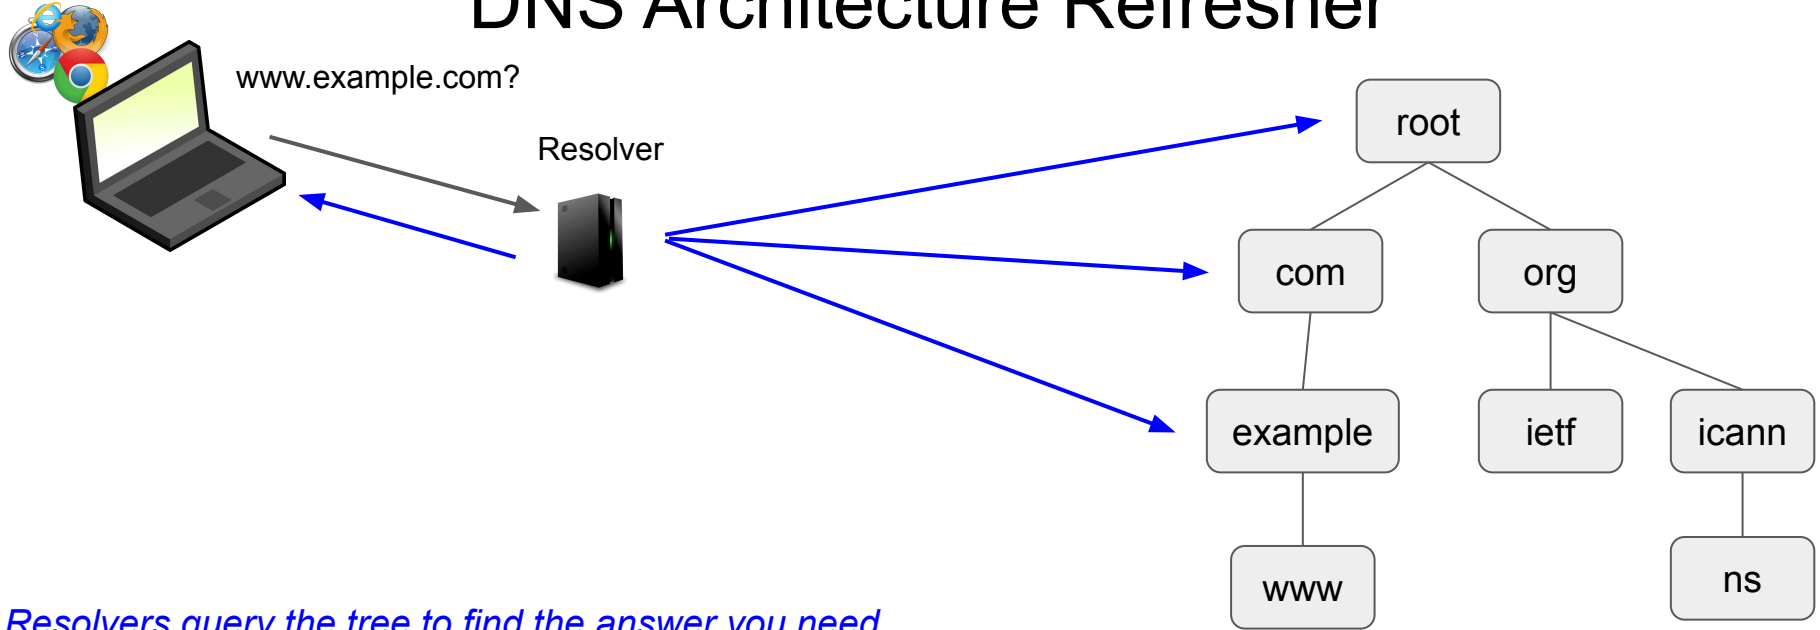 DNS Architecture Refresher
www.example.com?
Resolver
root
com
org
example
ietf
icann
www
ns
Resolvers query the tree to find the answer you need